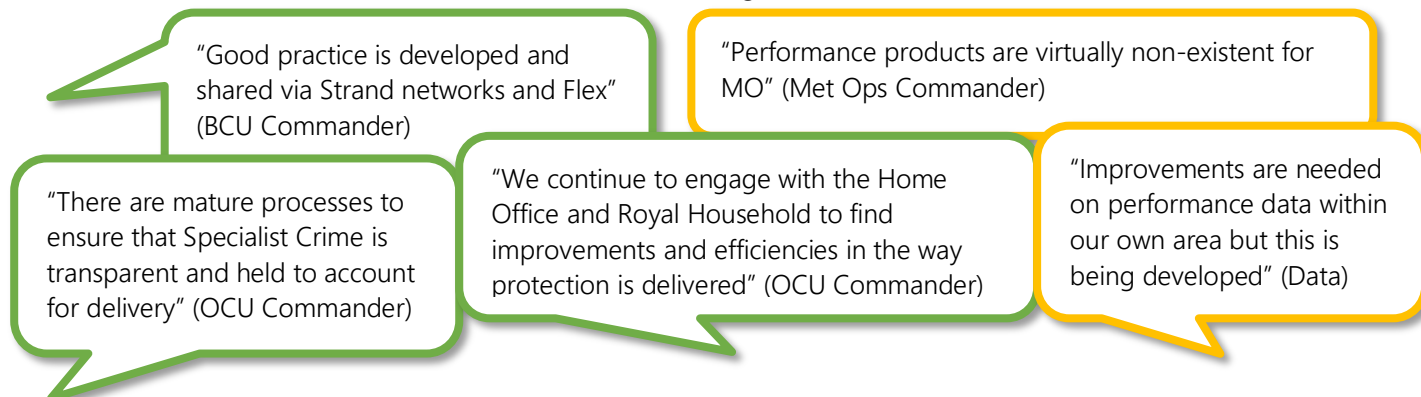 “Good practice is developed and
shared via Strand networks and Flex”
(BCU Commander)
“Performance products are virtually non-existent for
MO” (Met Ops Commander)
“There are mature processes to
ensure that Specialist Crime is
transparent and held to account
for delivery” (OCU Commander)
“We continue to engage with the Home
Office and Royal Household to find
improvements and efficiencies in the way
protection is delivered” (OCU Commander)
“Improvements are needed
on performance data within
our own area but this is
being developed” (Data)